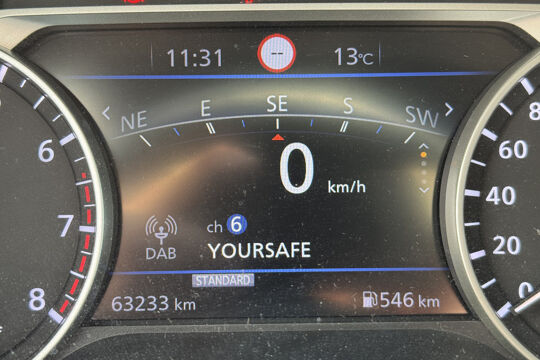 11:31 -- 13°C
NE E SE S SW
0 km/h
ch 6
DAB YOURSAFE
STANDARD
63233 km 546 km
6
7
8
80
60
40
20
0